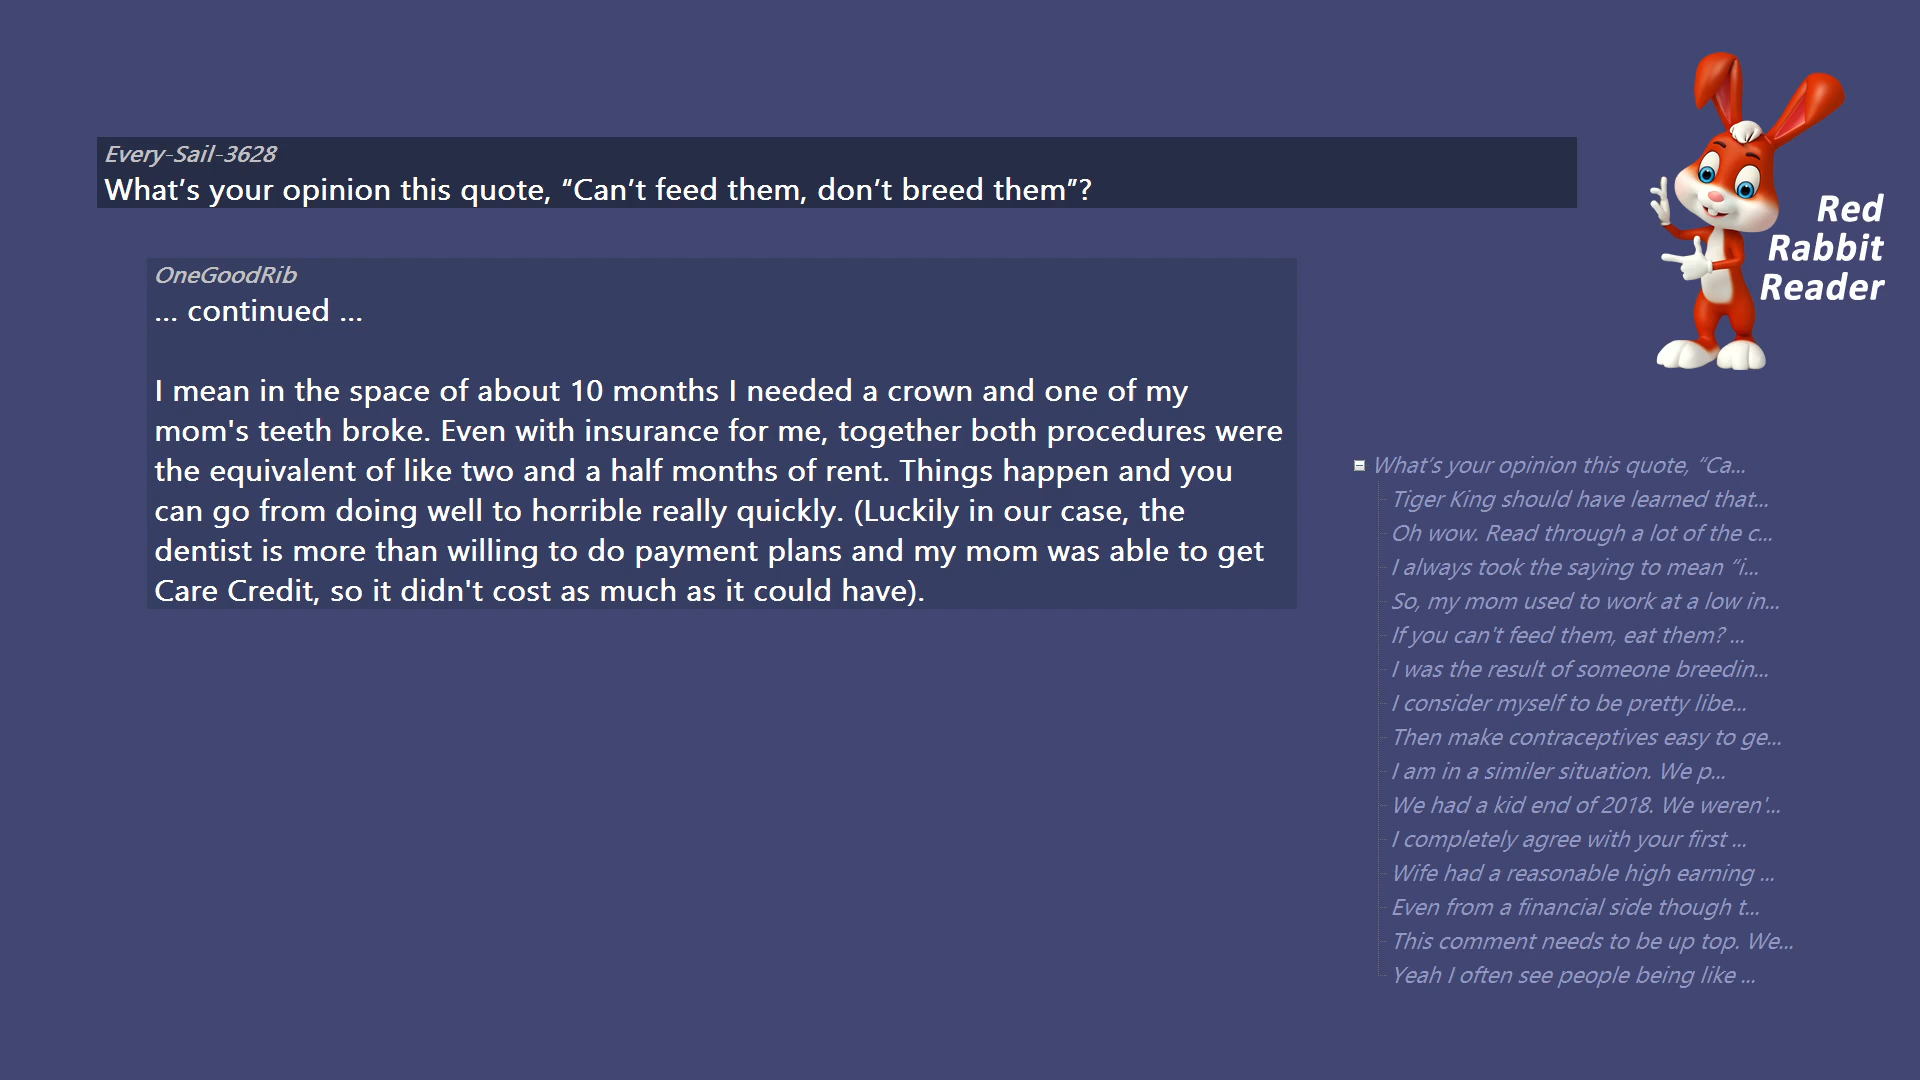 Every-Sail-3628
What’s your opinion this quote, “Can’t feed them, don’t breed them”?
OneGoodRib
... continued ...
I mean in the space of about 10 months I needed a crown and one of my
mom's teeth broke. Even with insurance for me, together both procedures were
the equivalent of like two and a half months of rent. Things happen and you
can go from doing well to horrible really quickly. (Luckily in our case, the
dentist is more than willing to do payment plans and my mom was able to get
Care Credit, so it didn't cost as much as it could have).
Red
Rabbit
Reader
What’s your opinion this quote, “Ca...
Tiger King should have learned that...
Oh wow. Read through a lot of the c...
I always took the saying to mean “i...
So, my mom used to work at a low in...
If you can't feed them, eat them? ...
I was the result of someone breedin...
I consider myself to be pretty libe...
Then make contraceptives easy to ge...
I am in a similer situation. We p...
We had a kid end of 2018. We weren'...
I completely agree with your first ...
Wife had a reasonable high earning ...
Even from a financial side though t...
This comment needs to be up top. We...
Yeah I often see people being like ...